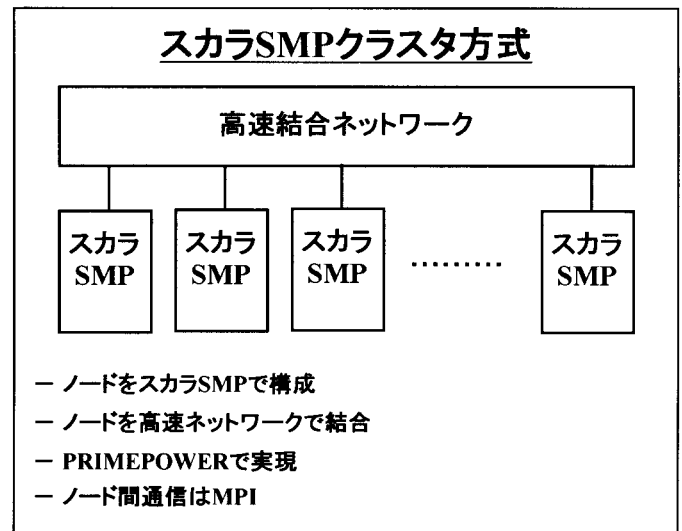 スカラSMPクラスタ方式
高速結合ネットワーク
スカラ
SMP
スカラ
SMP
スカラ
SMP
.........
スカラ
SMP
－ ノードをスカラSMPで構成
－ ノードを高速ネットワークで結合
－ PRIMEPOWERで実現
－ ノード間通信はMPI